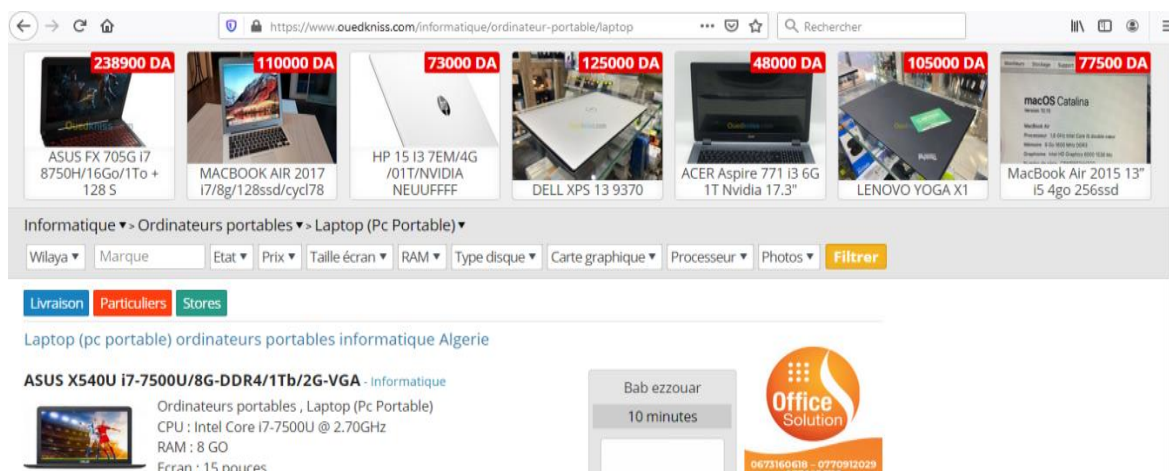 https://www.ouedkniss.com/informatique/ordinateur-portable/laptop
Rechercher
238900 DA
ASUS FX 705G i7
8750H/16Go/1To +
128 S
110000 DA
MACBOOK AIR 2017
i7/8g/128ssd/cycl78
73000 DA
HP 15 I3 7EM/4G
/01T/NVIDIA
NEUUFFFF
125000 DA
DELL XPS 13 9370
48000 DA
ACER Aspire 771 i3 6G
1T Nvidia 17.3"
105000 DA
LENOVO YOGA X1
77500 DA
macOS Catalina
MacBook Air 2015 13”
i5 4go 256ssd
Informatique ▾ > Ordinateurs portables ▾ > Laptop (Pc Portable) ▾
Wilaya ▾ Marque Etat ▾ Prix ▾ Taille écran ▾ RAM ▾ Type disque ▾ Carte graphique ▾ Processeur ▾ Photos ▾ Filtrer
Livraison Particuliers Stores
Laptop (pc portable) ordinateurs portables informatique Algerie
ASUS X540U i7-7500U/8G-DDR4/1Tb/2G-VGA - Informatique
Ordinateurs portables , Laptop (Pc Portable)
CPU : Intel Core i7-7500U @ 2.70GHz
RAM : 8 GO
Ecran : 15 pouces
Bab ezzouar
10 minutes
Office
Solution
0673160618 – 0770912029